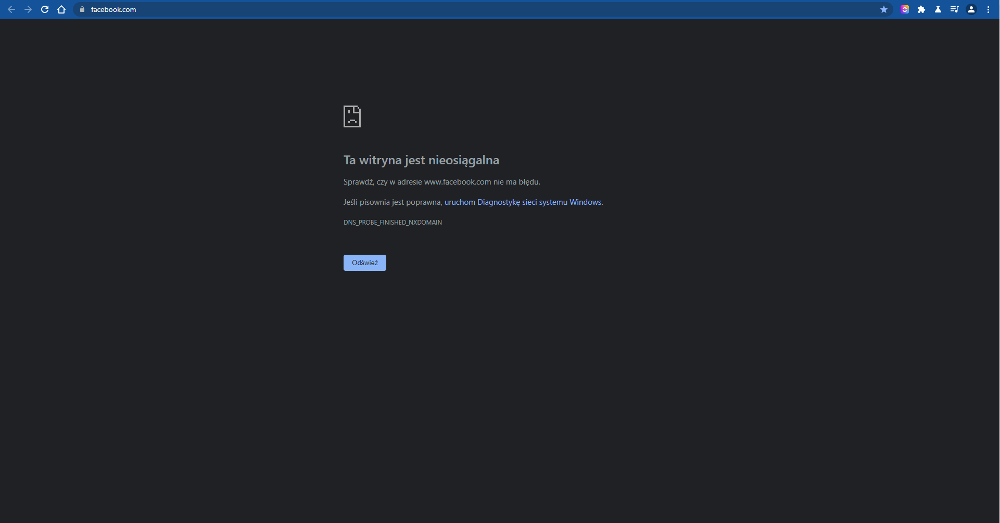 facebook.com
Ta witryna jest nieosiągalna
Sprawdź, czy w adresie www.facebook.com nie ma błędu.
Jeśli pisownia jest poprawna, uruchom Diagnostykę sieci systemu Windows.
DNS_PROBE_FINISHED_NXDOMAIN
Odśwież